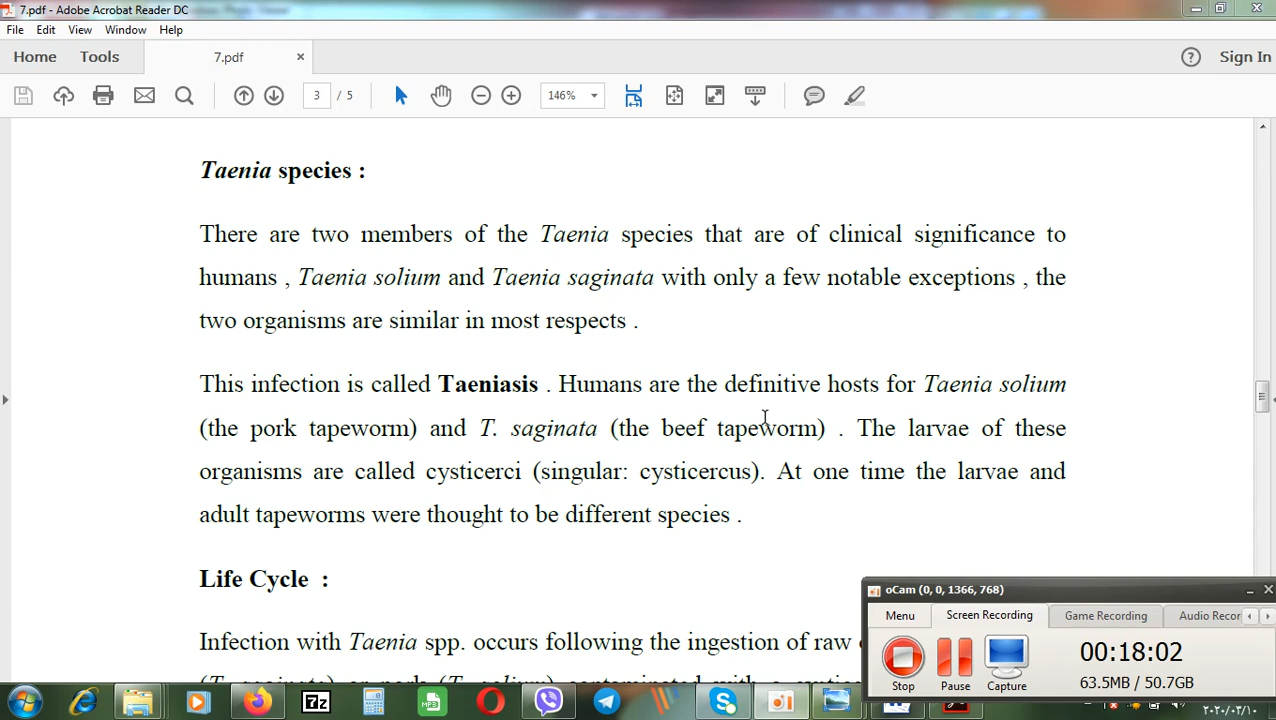 7.pdf - Adobe Acrobat Reader DC
File Edit View Window Help
Home Tools 7.pdf × Sign In
3 / 5 146%
Taenia species :
There are two members of the Taenia species that are of clinical significance to
humans , Taenia solium and Taenia saginata with only a few notable exceptions , the
two organisms are similar in most respects .
This infection is called Taeniasis . Humans are the definitive hosts for Taenia solium
(the pork tapeworm) and T. saginata (the beef tapeworm) . The larvae of these
organisms are called cysticerci (singular: cysticercus). At one time the larvae and
adult tapeworms were thought to be different species .
Life Cycle :
Infection with Taenia spp. occurs following the ingestion of raw
oCam (0, 0, 1366, 768)
Menu Screen Recording Game Recording Audio Recor
Stop Pause Capture
00:18:02
63.5MB / 50.7GB
MP3 7z
٢٠٢٠/٠٣/١٠